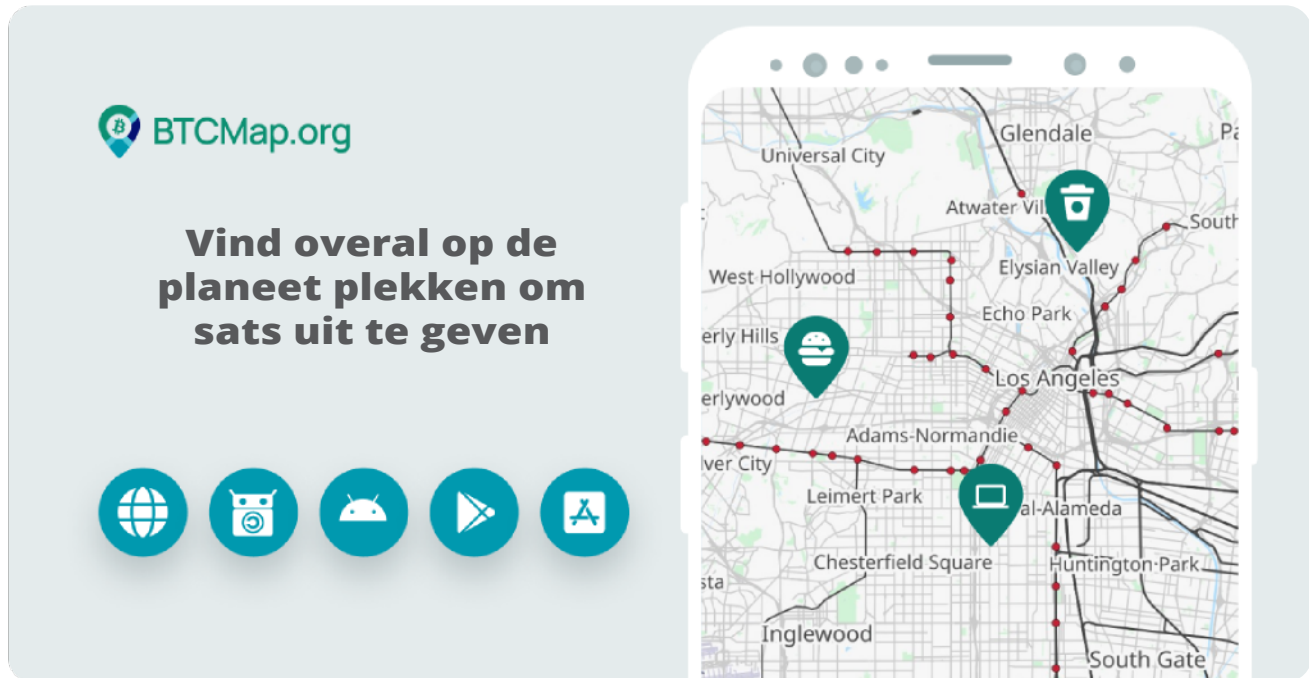 BTCMap.org
Vind overal op de
planeet plekken om
sats uit te geven
Glendale
Universal City
Atwater Vil
South
Elysian Valley
West Hollywood
Echo Park
erly Hills
Los Angeles
erlywood
Adams-Normandie
lver City
Leimert Park
al-Alameda
Chesterfield Square
Huntington Park
sta
Inglewood
South Gate